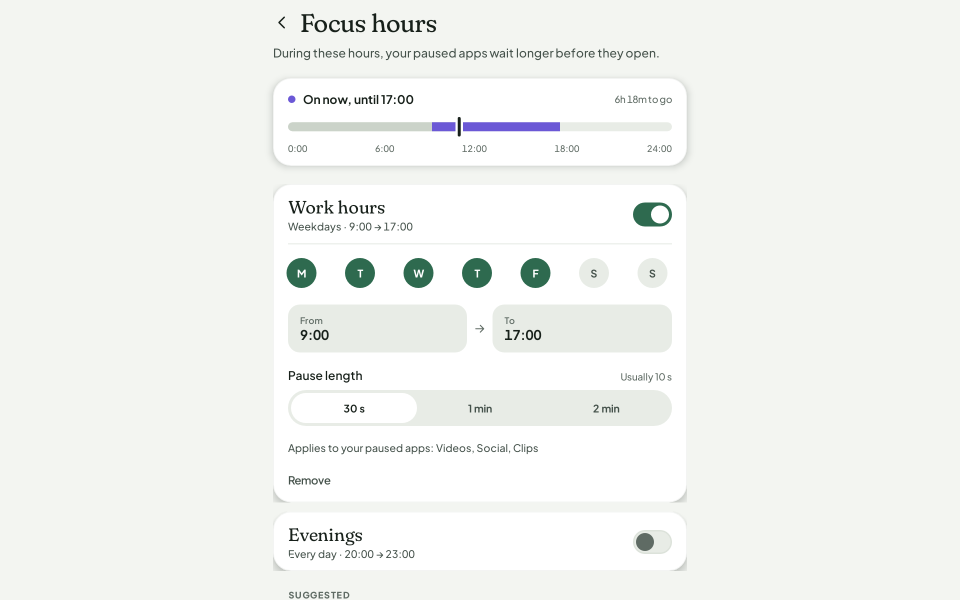 Focus hours
During these hours, your paused apps wait longer before they open.
On now, until 17:00
6h 18m to go
0:00 6:00 12:00 18:00 24:00
Work hours
Weekdays · 9:00 → 17:00
M T W T F S S
From
9:00
→
To
17:00
Pause length
Usually 10 s
30 s 1 min 2 min
Applies to your paused apps: Videos, Social, Clips
Remove
Evenings
Every day · 20:00 → 23:00
SUGGESTED